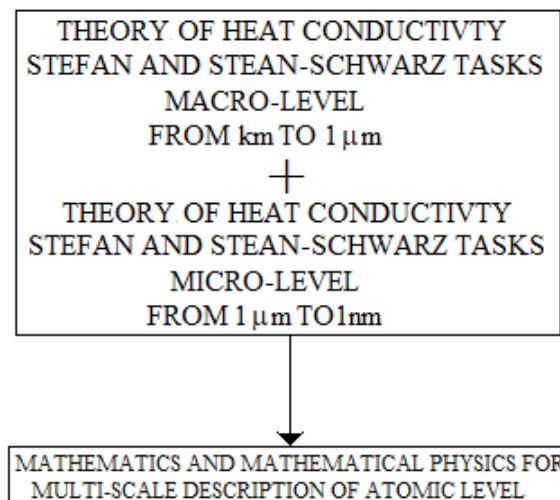 THEORY OF HEAT CONDUCTIVTY
STEFAN AND STEAN-SCHWARZ TASKS
MACRO-LEVEL
FROM km TO 1 μm
+
THEORY OF HEAT CONDUCTIVTY
STEFAN AND STEAN-SCHWARZ TASKS
MICRO-LEVEL
FROM 1 μm TO1nm
MATHEMATICS AND MATHEMATICAL PHYSICS FOR
MULTI-SCALE DESCRIPTION OF ATOMIC LEVEL